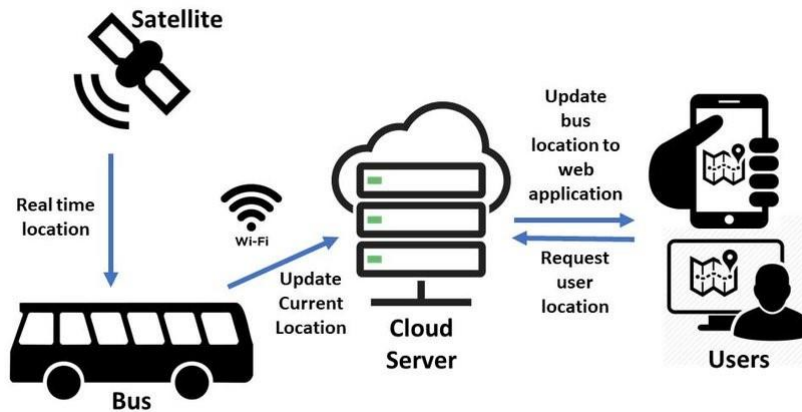 Satellite
Real time
location
Wi-Fi
Update
Current
Location
Bus
Cloud
Server
Update
bus
location to
web
application
Request
user
location
Users